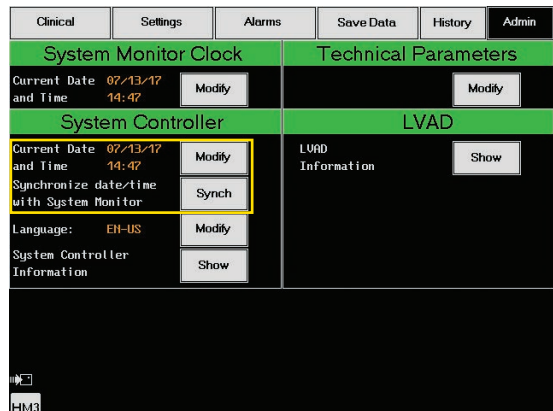 Clinical Settings Alarms Save Data History Admin
System Monitor Clock
Current Date 07/13/17
and Time 14:47
Modify
Technical Parameters
Modify
System Controller
Current Date 07/13/17
and Time 14:47
Modify
Synchronize date/time
with System Monitor
Synch
Language: EN-US
Modify
System Controller
Information
Show
LVAD
LVAD
Information
Show
HM3